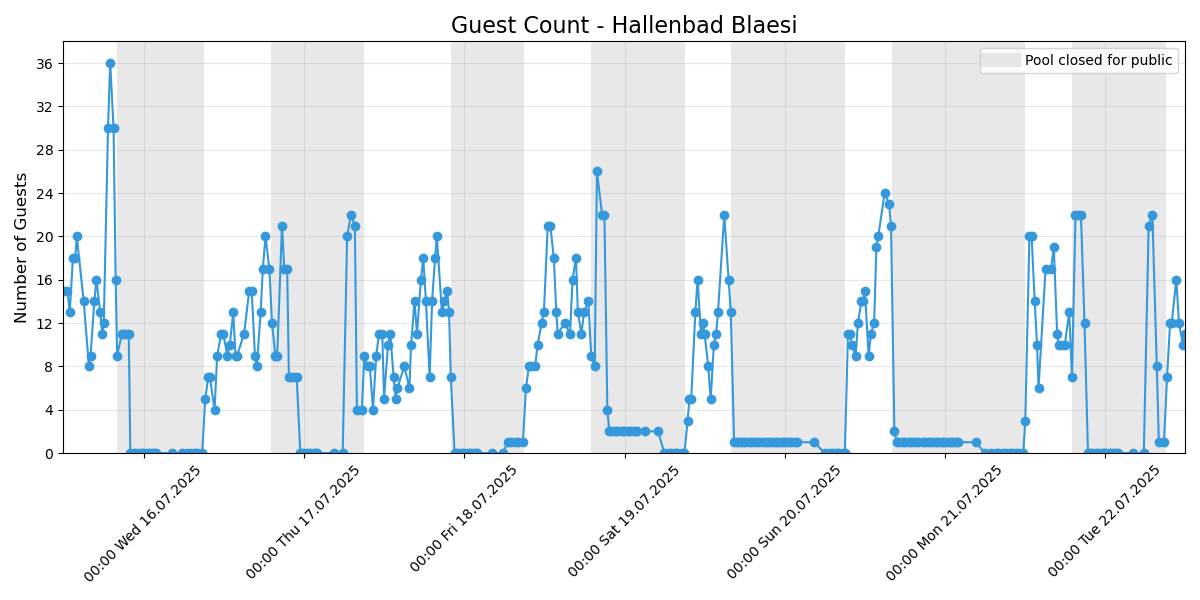 Guest Count - Hallenbad Blaesi
Pool closed for public
Number of Guests
36
32
28
24
20
16
12
8
4
0
00:00 Wed 16.07.2025
00:00 Thu 17.07.2025
00:00 Fri 18.07.2025
00:00 Sat 19.07.2025
00:00 Sun 20.07.2025
00:00 Mon 21.07.2025
00:00 Tue 22.07.2025